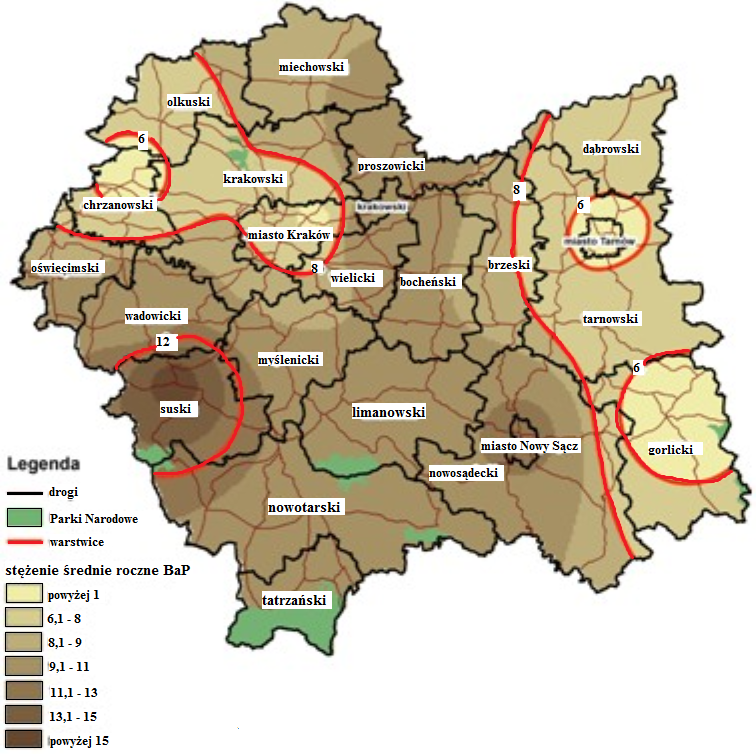 miechowski
olkuski
dąbrowski
6
proszowicki
krakowski
8
6
chrzanowski
krakowski
miasto Kraków
miasto Tarnów
oświęcimski
8
wielicki
bocheński
brzeski
wadowicki
tarnowski
12
myślenicki
6
suski
limanowski
miasto Nowy Sącz
gorlicki
nowosądecki
nowotarski
tatrzański
Legenda
drogi
Parki Narodowe
warstwice
stężenie średnie roczne BaP
powyżej 1
6,1 - 8
8,1 - 9
9,1 - 11
11,1 - 13
13,1 - 15
powyżej 15